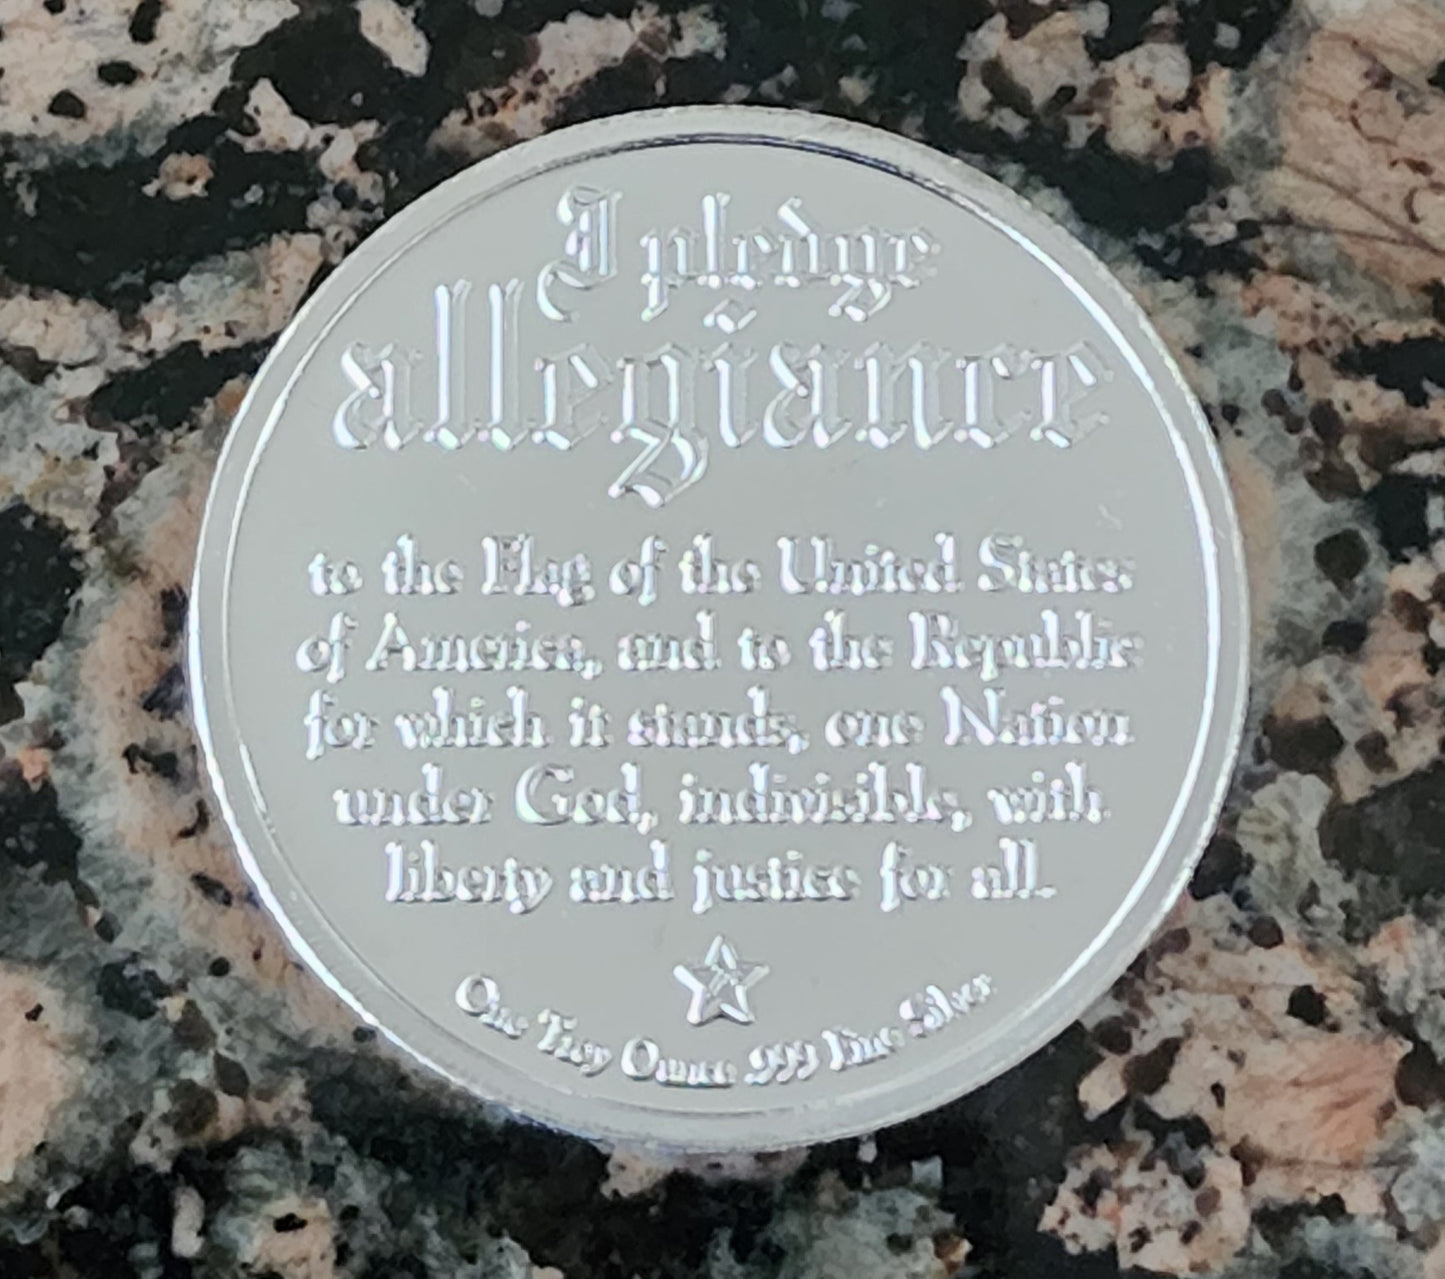 I pledge
allegiance
to the Flag of the United States
of America, and to the Republic
for which it stands, one Nation
under God, indivisible, with
liberty and justice for all.
One Troy Ounce .999 Fine Silver